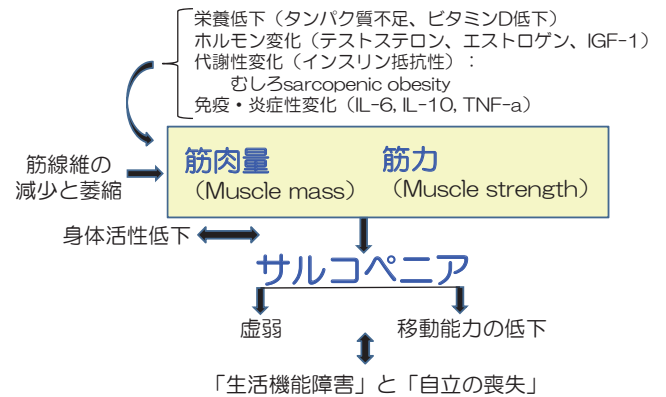 栄養低下（タンパク質不足、ビタミンD低下）
ホルモン変化（テストステロン、エストロゲン、IGF-1）
代謝性変化（インスリン抵抗性）：
むしろsarcopenic obesity
免疫・炎症性変化（IL-6, IL-10, TNF-a）
筋線維の
減少と萎縮
筋肉量 筋力
（Muscle mass） （Muscle strength）
身体活性低下
サルコペニア
虚弱 移動能力の低下
「生活機能障害」と「自立の喪失」